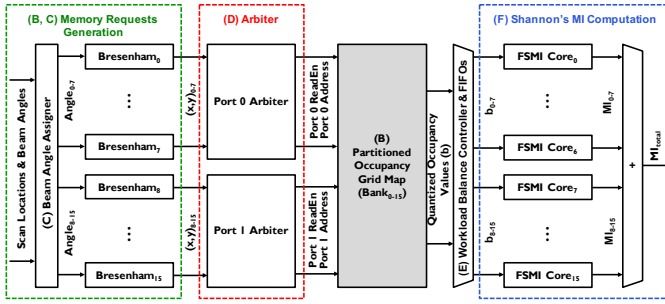 (B, C) Memory Requests
Generation
(D) Arbiter
(F) Shannon's MI Computation
Scan Locations & Beam Angles
(C) Beam Angle Assigner
Angle0-7
Angle8-15
Bresenham0
Bresenham7
Bresenham8
Bresenham15
(x,y)0-7
(x,y)8-15
Port 0 Arbiter
Port 1 Arbiter
Port 0 ReadEn
Port 0 Address
Port 1 ReadEn
Port 1 Address
(B)
Partitioned
Occupancy
Grid Map
(Bank0-15)
Quantized Occupancy
Values (b)
(E) Workload Balance Controller & FIFOs
b0-7
b8-15
FSMI Core0
FSMI Core6
FSMI Core7
FSMI Core15
MI0-7
MI8-15
+
MItotal